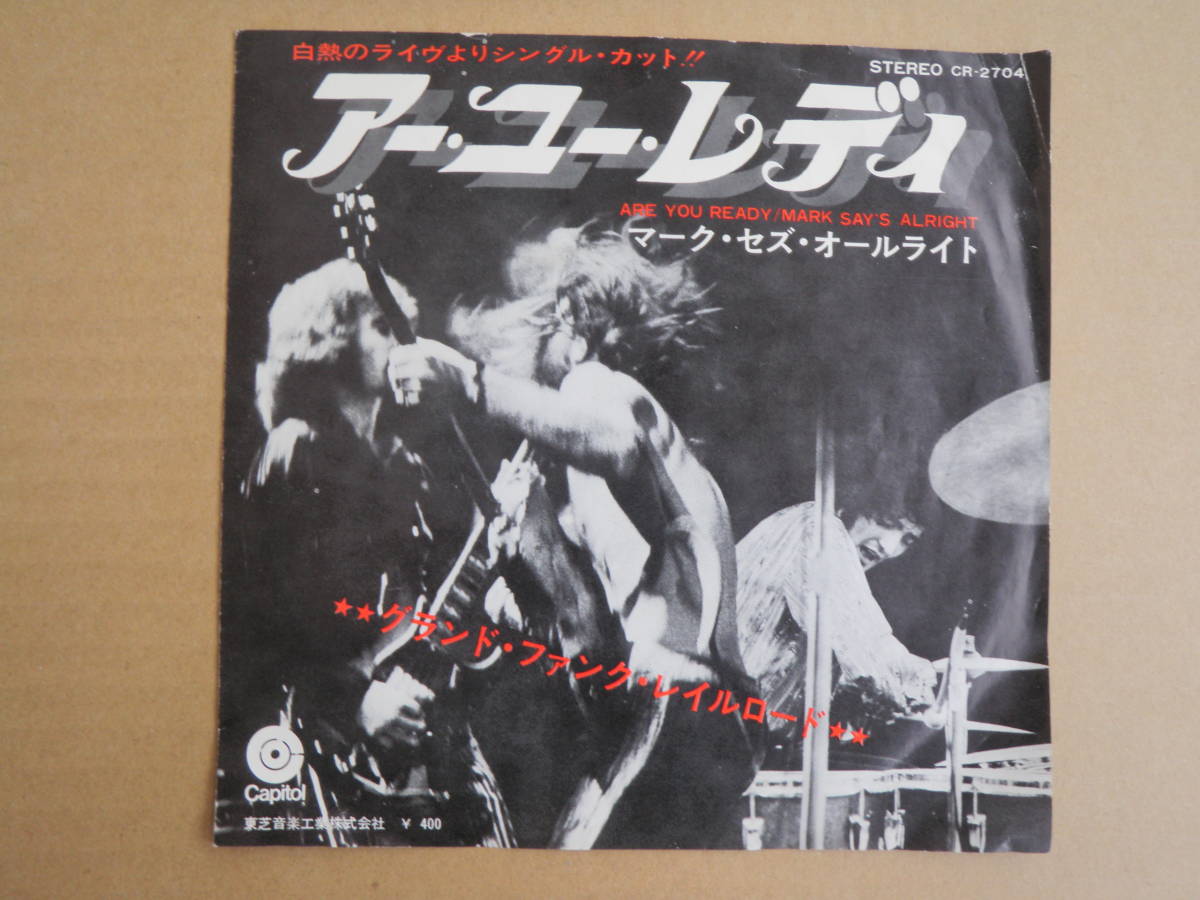 白熱のライヴよりシングル・カット!!
STEREO CR-2704
アー・ユー・レディ
ARE YOU READY/MARK SAY'S ALRIGHT
マーク・セズ・オールライト
★★グランド・ファンク・レイルロード★★
Capitol
東芝音楽工業株式会社 ¥ 400